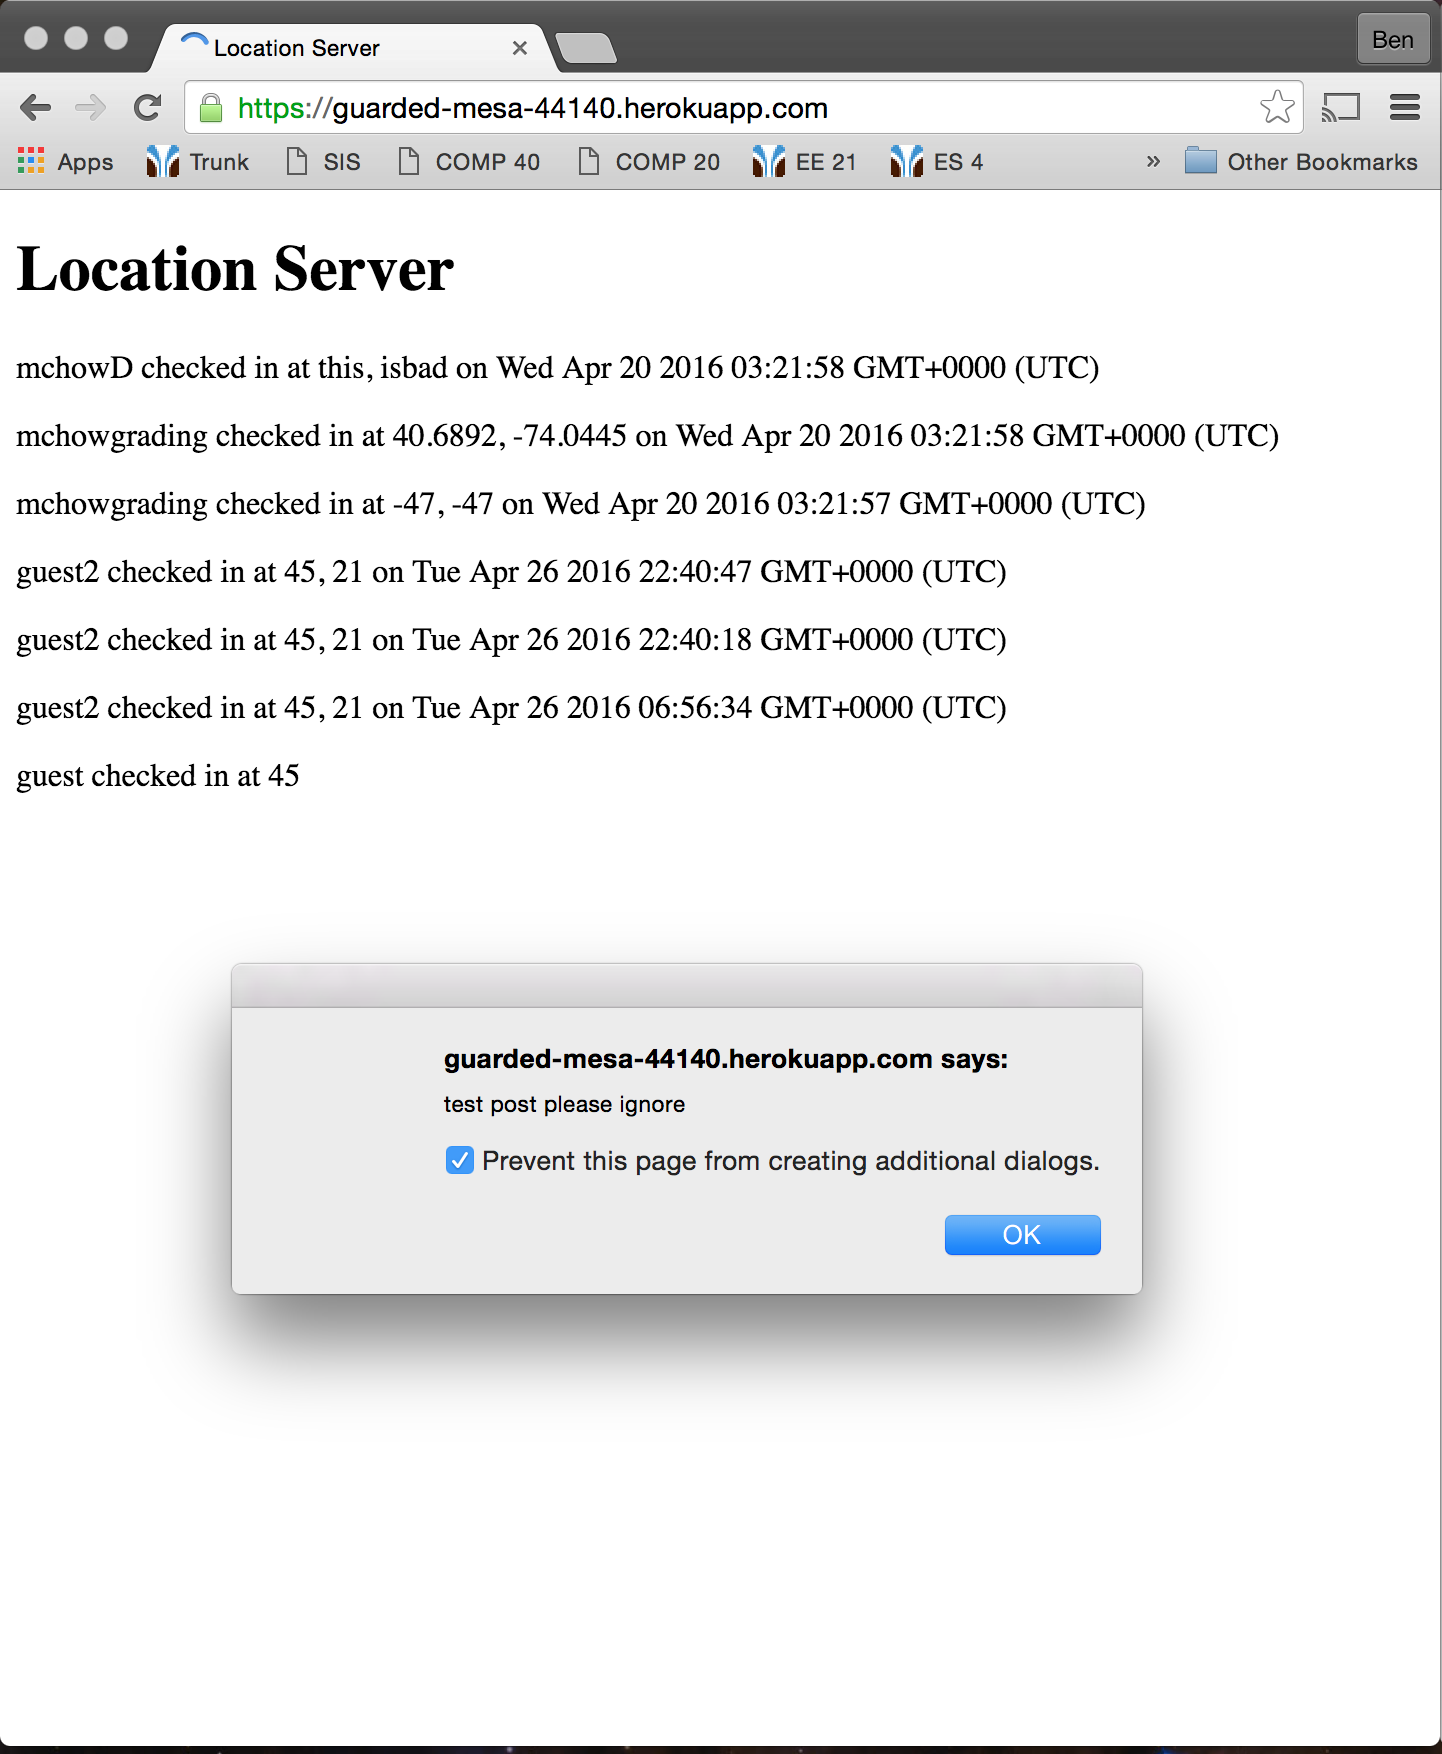 Location Server
Ben
https://guarded-mesa-44140.herokuapp.com
Apps Trunk SIS COMP 40 COMP 20 EE 21 ES 4 » Other Bookmarks
Location Server
mchowD checked in at this, isbad on Wed Apr 20 2016 03:21:58 GMT+0000 (UTC)
mchowgrading checked in at 40.6892, -74.0445 on Wed Apr 20 2016 03:21:58 GMT+0000 (UTC)
mchowgrading checked in at -47, -47 on Wed Apr 20 2016 03:21:57 GMT+0000 (UTC)
guest2 checked in at 45, 21 on Tue Apr 26 2016 22:40:47 GMT+0000 (UTC)
guest2 checked in at 45, 21 on Tue Apr 26 2016 22:40:18 GMT+0000 (UTC)
guest2 checked in at 45, 21 on Tue Apr 26 2016 06:56:34 GMT+0000 (UTC)
guest checked in at 45
guarded-mesa-44140.herokuapp.com says:
test post please ignore
Prevent this page from creating additional dialogs.
OK